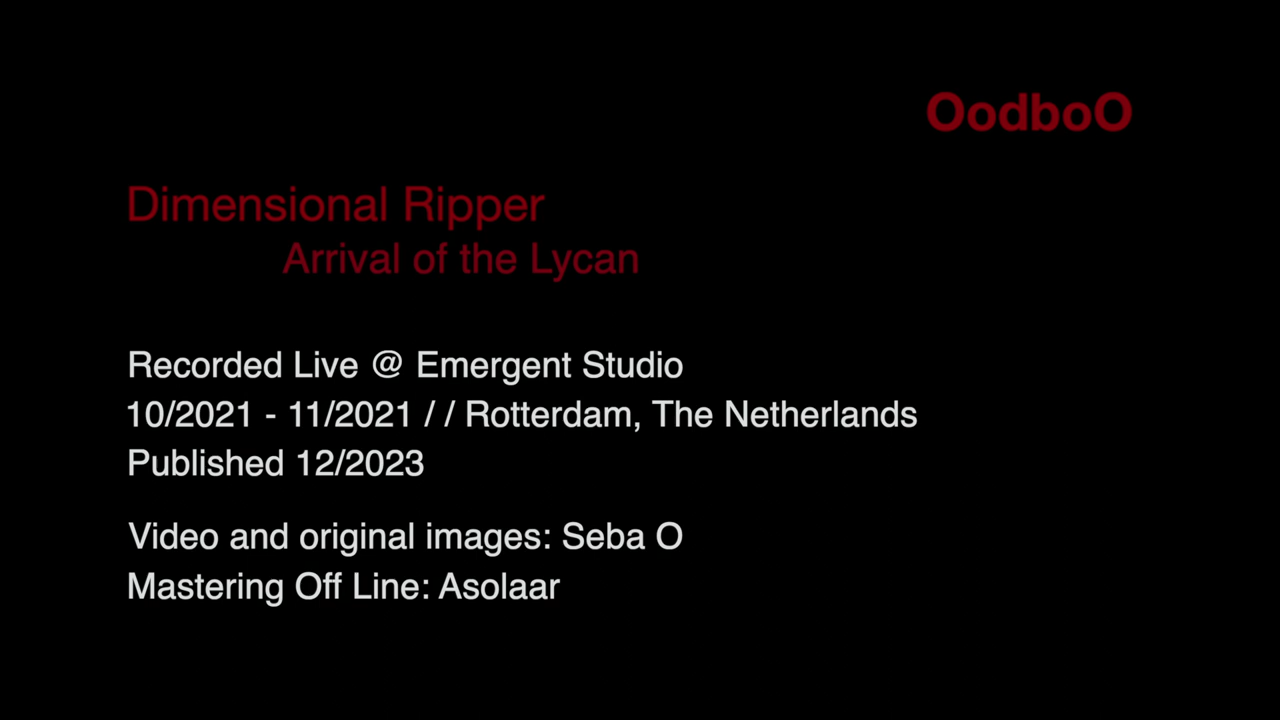 OodboO
Dimensional Ripper
Arrival of the Lycan
Recorded Live @ Emergent Studio
10/2021 - 11/2021 / / Rotterdam, The Netherlands
Published 12/2023
Video and original images: Seba O
Mastering Off Line: Asolaar